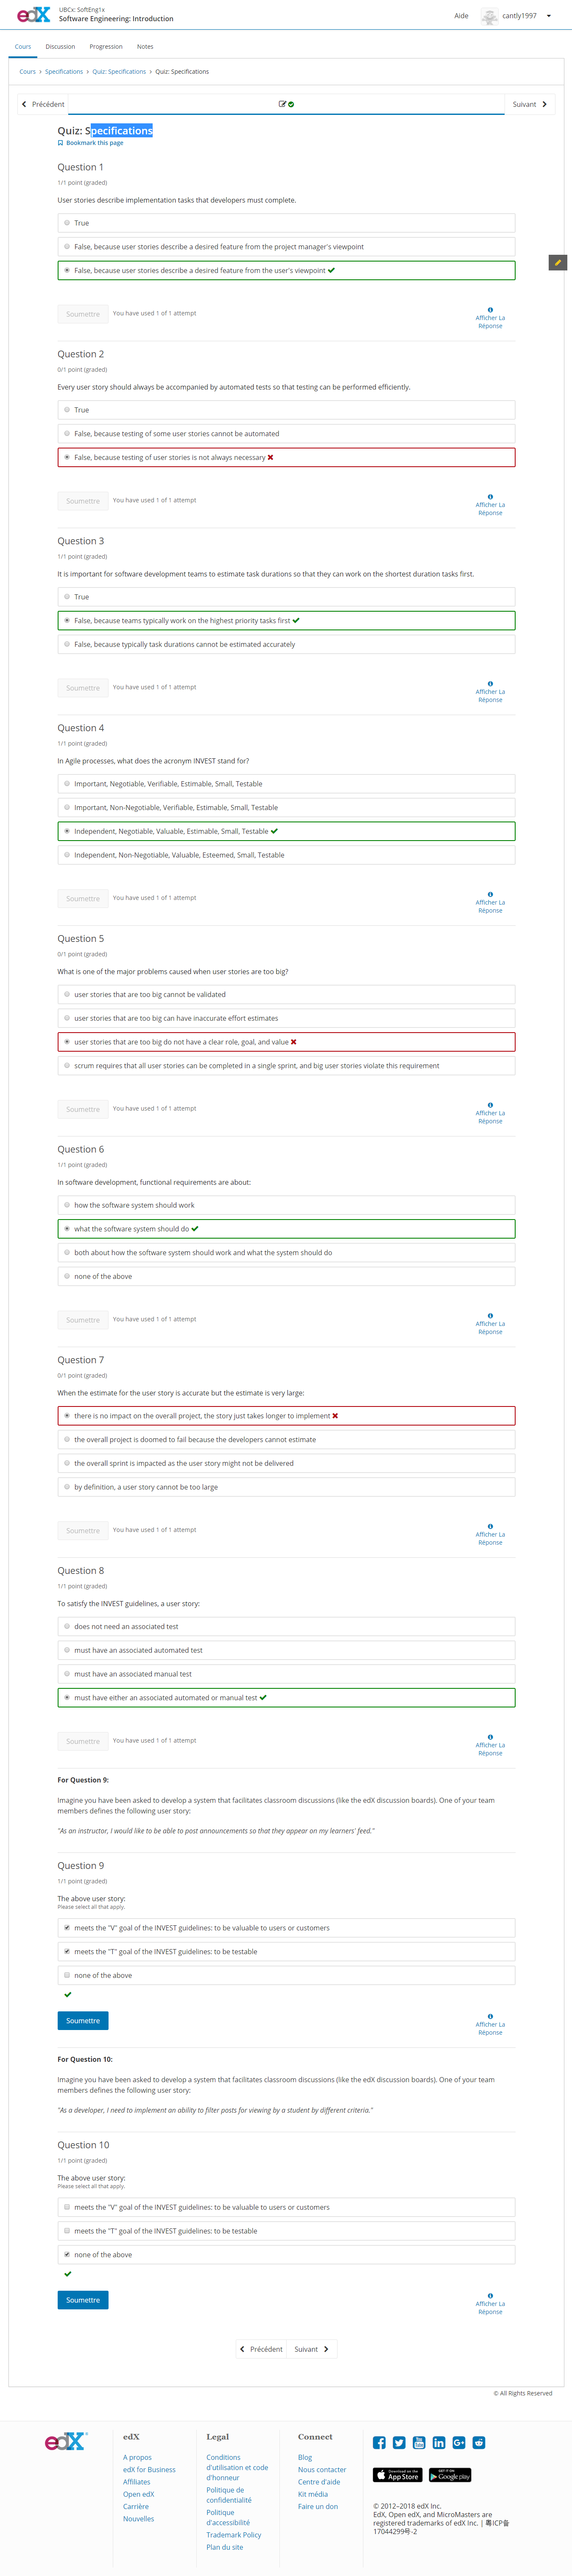 edX
UBCx: SoftEng1x
Software Engineering: Introduction
Aide
cantly1997
Cours Discussion Progression Notes
Cours › Specifications › Quiz: Specifications › Quiz: Specifications
Précédent
Suivant
Quiz: Specifications
Bookmark this page
Question 1
1/1 point (graded)
User stories describe implementation tasks that developers must complete.
True
False, because user stories describe a desired feature from the project manager's viewpoint
False, because user stories describe a desired feature from the user's viewpoint
Soumettre
You have used 1 of 1 attempt
Afficher La
Réponse
Question 2
0/1 point (graded)
Every user story should always be accompanied by automated tests so that testing can be performed efficiently.
True
False, because testing of some user stories cannot be automated
False, because testing of user stories is not always necessary
Soumettre
You have used 1 of 1 attempt
Afficher La
Réponse
Question 3
1/1 point (graded)
It is important for software development teams to estimate task durations so that they can work on the shortest duration tasks first.
True
False, because teams typically work on the highest priority tasks first
False, because typically task durations cannot be estimated accurately
Soumettre
You have used 1 of 1 attempt
Afficher La
Réponse
Question 4
1/1 point (graded)
In Agile processes, what does the acronym INVEST stand for?
Important, Negotiable, Verifiable, Estimable, Small, Testable
Important, Non-Negotiable, Verifiable, Estimable, Small, Testable
Independent, Negotiable, Valuable, Estimable, Small, Testable
Independent, Non-Negotiable, Valuable, Esteemed, Small, Testable
Soumettre
You have used 1 of 1 attempt
Afficher La
Réponse
Question 5
0/1 point (graded)
What is one of the major problems caused when user stories are too big?
user stories that are too big cannot be validated
user stories that are too big can have inaccurate effort estimates
user stories that are too big do not have a clear role, goal, and value
scrum requires that all user stories can be completed in a single sprint, and big user stories violate this requirement
Soumettre
You have used 1 of 1 attempt
Afficher La
Réponse
Question 6
1/1 point (graded)
In software development, functional requirements are about:
how the software system should work
what the software system should do
both about how the software system should work and what the system should do
none of the above
Soumettre
You have used 1 of 1 attempt
Afficher La
Réponse
Question 7
0/1 point (graded)
When the estimate for the user story is accurate but the estimate is very large:
there is no impact on the overall project, the story just takes longer to implement
the overall project is doomed to fail because the developers cannot estimate
the overall sprint is impacted as the user story might not be delivered
by definition, a user story cannot be too large
Soumettre
You have used 1 of 1 attempt
Afficher La
Réponse
Question 8
1/1 point (graded)
To satisfy the INVEST guidelines, a user story:
does not need an associated test
must have an associated automated test
must have an associated manual test
must have either an associated automated or manual test
Soumettre
You have used 1 of 1 attempt
Afficher La
Réponse
For Question 9:
Imagine you have been asked to develop a system that facilitates classroom discussions (like the edX discussion boards). One of your team
members defines the following user story:
"As an instructor, I would like to be able to post announcements so that they appear on my learners' feed."
Question 9
1/1 point (graded)
The above user story:
Please select all that apply.
meets the "V" goal of the INVEST guidelines: to be valuable to users or customers
meets the "T" goal of the INVEST guidelines: to be testable
none of the above
Soumettre
Afficher La
Réponse
For Question 10:
Imagine you have been asked to develop a system that facilitates classroom discussions (like the edX discussion boards). One of your team
members defines the following user story:
"As a developer, I need to implement an ability to filter posts for viewing by a student by different criteria."
Question 10
1/1 point (graded)
The above user story:
Please select all that apply.
meets the "V" goal of the INVEST guidelines: to be valuable to users or customers
meets the "T" goal of the INVEST guidelines: to be testable
none of the above
Soumettre
Afficher La
Réponse
Précédent Suivant
© All Rights Reserved
edX
edX
A propos
edX for Business
Affiliates
Open edX
Carrière
Nouvelles
Legal
Conditions
d'utilisation et code
d'honneur
Politique de
confidentialité
Politique
d'accessibilité
Trademark Policy
Plan du site
Connect
Blog
Nous contacter
Centre d'aide
Kit média
Faire un don
Download on the
App Store
GET IT ON
Google play
© 2012–2018 edX Inc.
EdX, Open edX, and MicroMasters are
registered trademarks of edX Inc. | 粤ICP备
17044299号-2